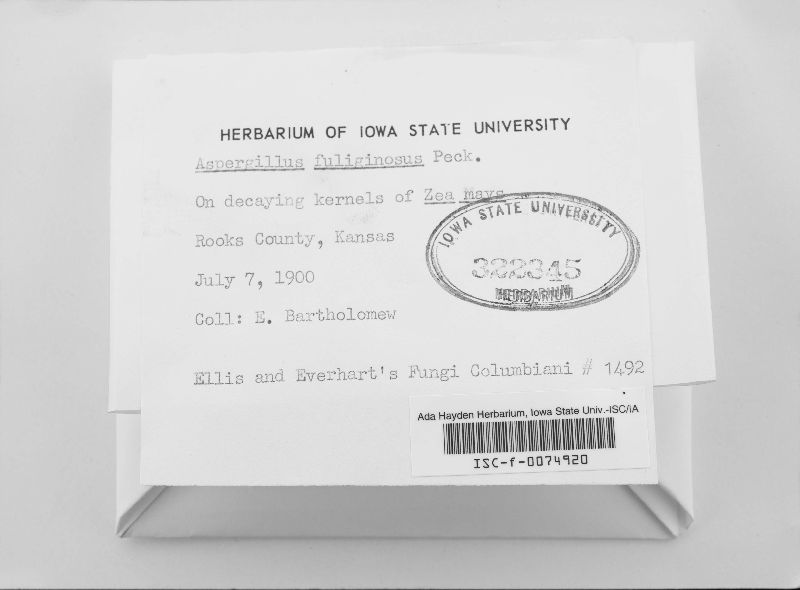 HERBARIUM OF IOWA STATE UNIVERSITY
Aspergillus fuliginosus Peck.
On decaying kernels of Zea mays
Rooks County, Kansas
July 7, 1900
Coll: E. Bartholomew
IOWA STATE UNIVERSSITY
322345
HERBARIUM
Ellis and Everhart's Fungi Columbiani # 1492
Ada Hayden Herbarium, Iowa State Univ.-ISC/IA
ISC-f-0074920